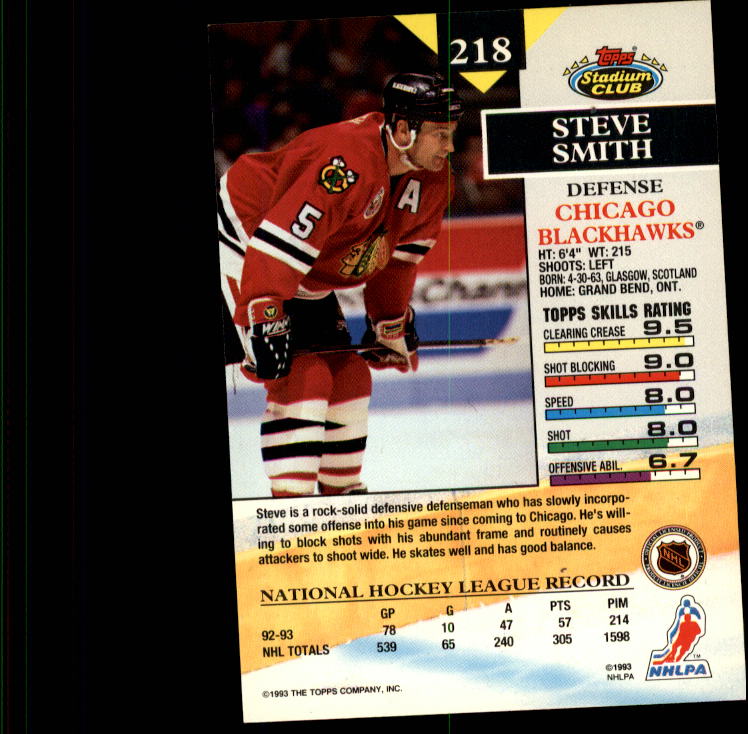 218
Topps
Stadium
CLUB
STEVE
SMITH
DEFENSE
CHICAGO
BLACKHAWKS®
HT: 6'4" WT: 215
SHOOTS: LEFT
BORN: 4-30-63, GLASGOW, SCOTLAND
HOME: GRAND BEND, ONT.
TOPPS SKILLS RATING
CLEARING CREASE 9.5
SHOT BLOCKING 9.0
SPEED 8.0
SHOT 8.0
OFFENSIVE ABIL. 6.7
A
5
Steve is a rock-solid defensive defenseman who has slowly incorpo-
rated some offense into his game since coming to Chicago. He's will-
ing to block shots with his abundant frame and routinely causes
attackers to shoot wide. He skates well and has good balance.
NHL
NATIONAL HOCKEY LEAGUE RECORD
GP G A PTS PIM
92-93 78 10 47 57 214
NHL TOTALS 539 65 240 305 1598
NHLPA™
©1993
NHLPA
©1993 THE TOPPS COMPANY, INC.